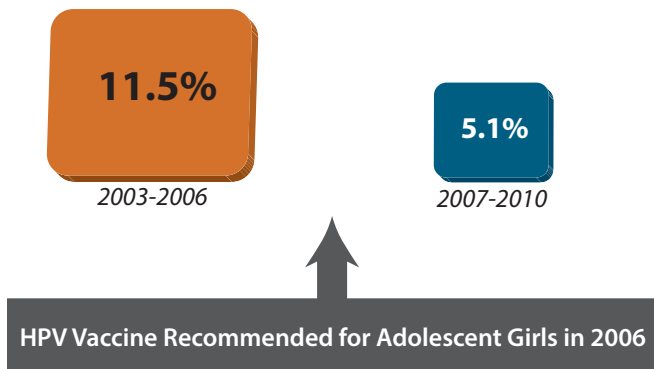 11.5%
5.1%
2003-2006
2007-2010
HPV Vaccine Recommended for Adolescent Girls in 2006